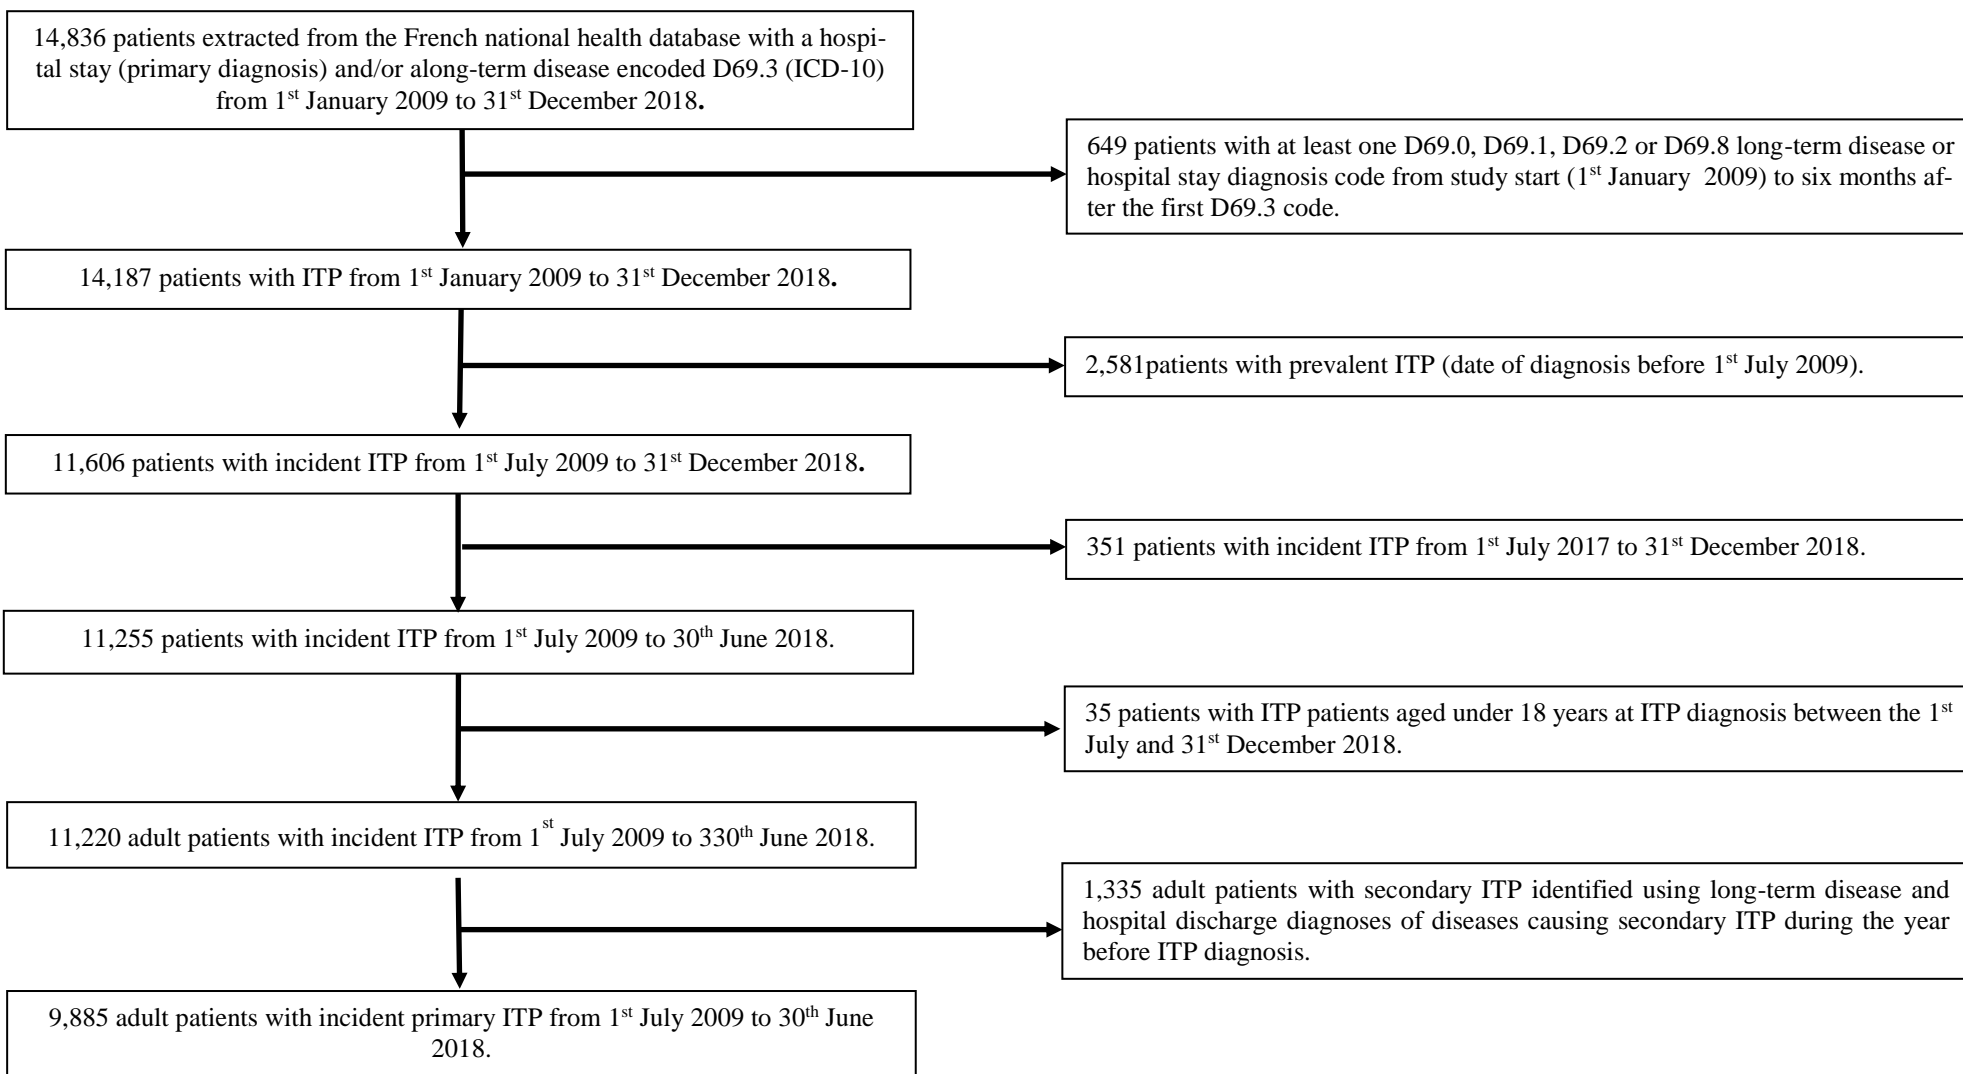 14,836 patients extracted from the French national health database with a hospi-
tal stay (primary diagnosis) and/or along-term disease encoded D69.3 (ICD-10)
from 1st January 2009 to 31st December 2018.
649 patients with at least one D69.0, D69.1, D69.2 or D69.8 long-term disease or
hospital stay diagnosis code from study start (1st January 2009) to six months af-
ter the first D69.3 code.
14,187 patients with ITP from 1st January 2009 to 31st December 2018.
2,581patients with prevalent ITP (date of diagnosis before 1st July 2009).
11,606 patients with incident ITP from 1st July 2009 to 31st December 2018.
351 patients with incident ITP from 1st July 2017 to 31st December 2018.
11,255 patients with incident ITP from 1st July 2009 to 30th June 2018.
35 patients with ITP patients aged under 18 years at ITP diagnosis between the 1st
July and 31st December 2018.
11,220 adult patients with incident ITP from 1st July 2009 to 330th June 2018.
1,335 adult patients with secondary ITP identified using long-term disease and
hospital discharge diagnoses of diseases causing secondary ITP during the year
before ITP diagnosis.
9,885 adult patients with incident primary ITP from 1st July 2009 to 30th June
2018.